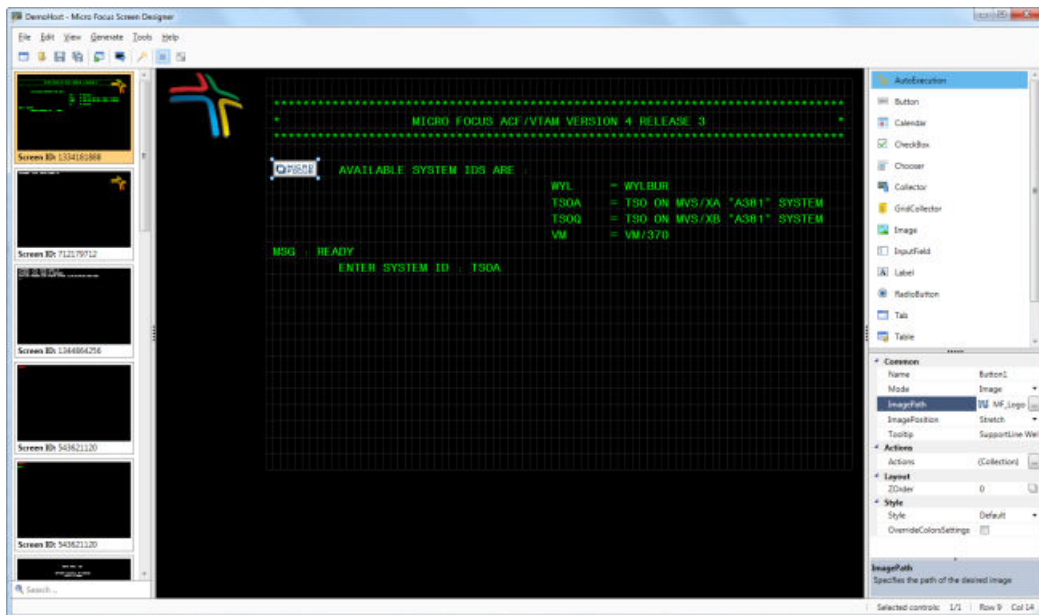 DemoHost - Micro Focus Screen Designer
File Edit View Generate Tools Help
Screen ID: 1334181868
Screen ID: 712179712
Screen ID: 1344664256
Screen ID: 543621120
Screen ID: 543621120
Search...
********************************************************************************
* MICRO FOCUS ACF/VTAM VERSION 4 RELEASE 3 *
********************************************************************************
MICRO FOCUS
AVAILABLE SYSTEM IDS ARE :
WYL = WYLBUR
TSOA = TSO ON MVS/XA "A381" SYSTEM
TSOQ = TSO ON MVS/XB "A381" SYSTEM
VM = VM/370
MSG : READY
ENTER SYSTEM ID : TSOA
AutoExecution
Button
Calendar
CheckBox
Chooser
Collector
GridCollector
Image
InputField
Label
RadioButton
Tab
Table
Common
Name Button1
Mode Image
ImagePath MF_Logo ...
ImagePosition Stretch
Tooltip SupportLine Wel
Actions
Actions (Collection) ...
Layout
ZOrder 0
Style
Style Default
OverrideColorsSettings
ImagePath
Specifies the path of the desired image
Selected controls: 1/1 Row 9 Col 14